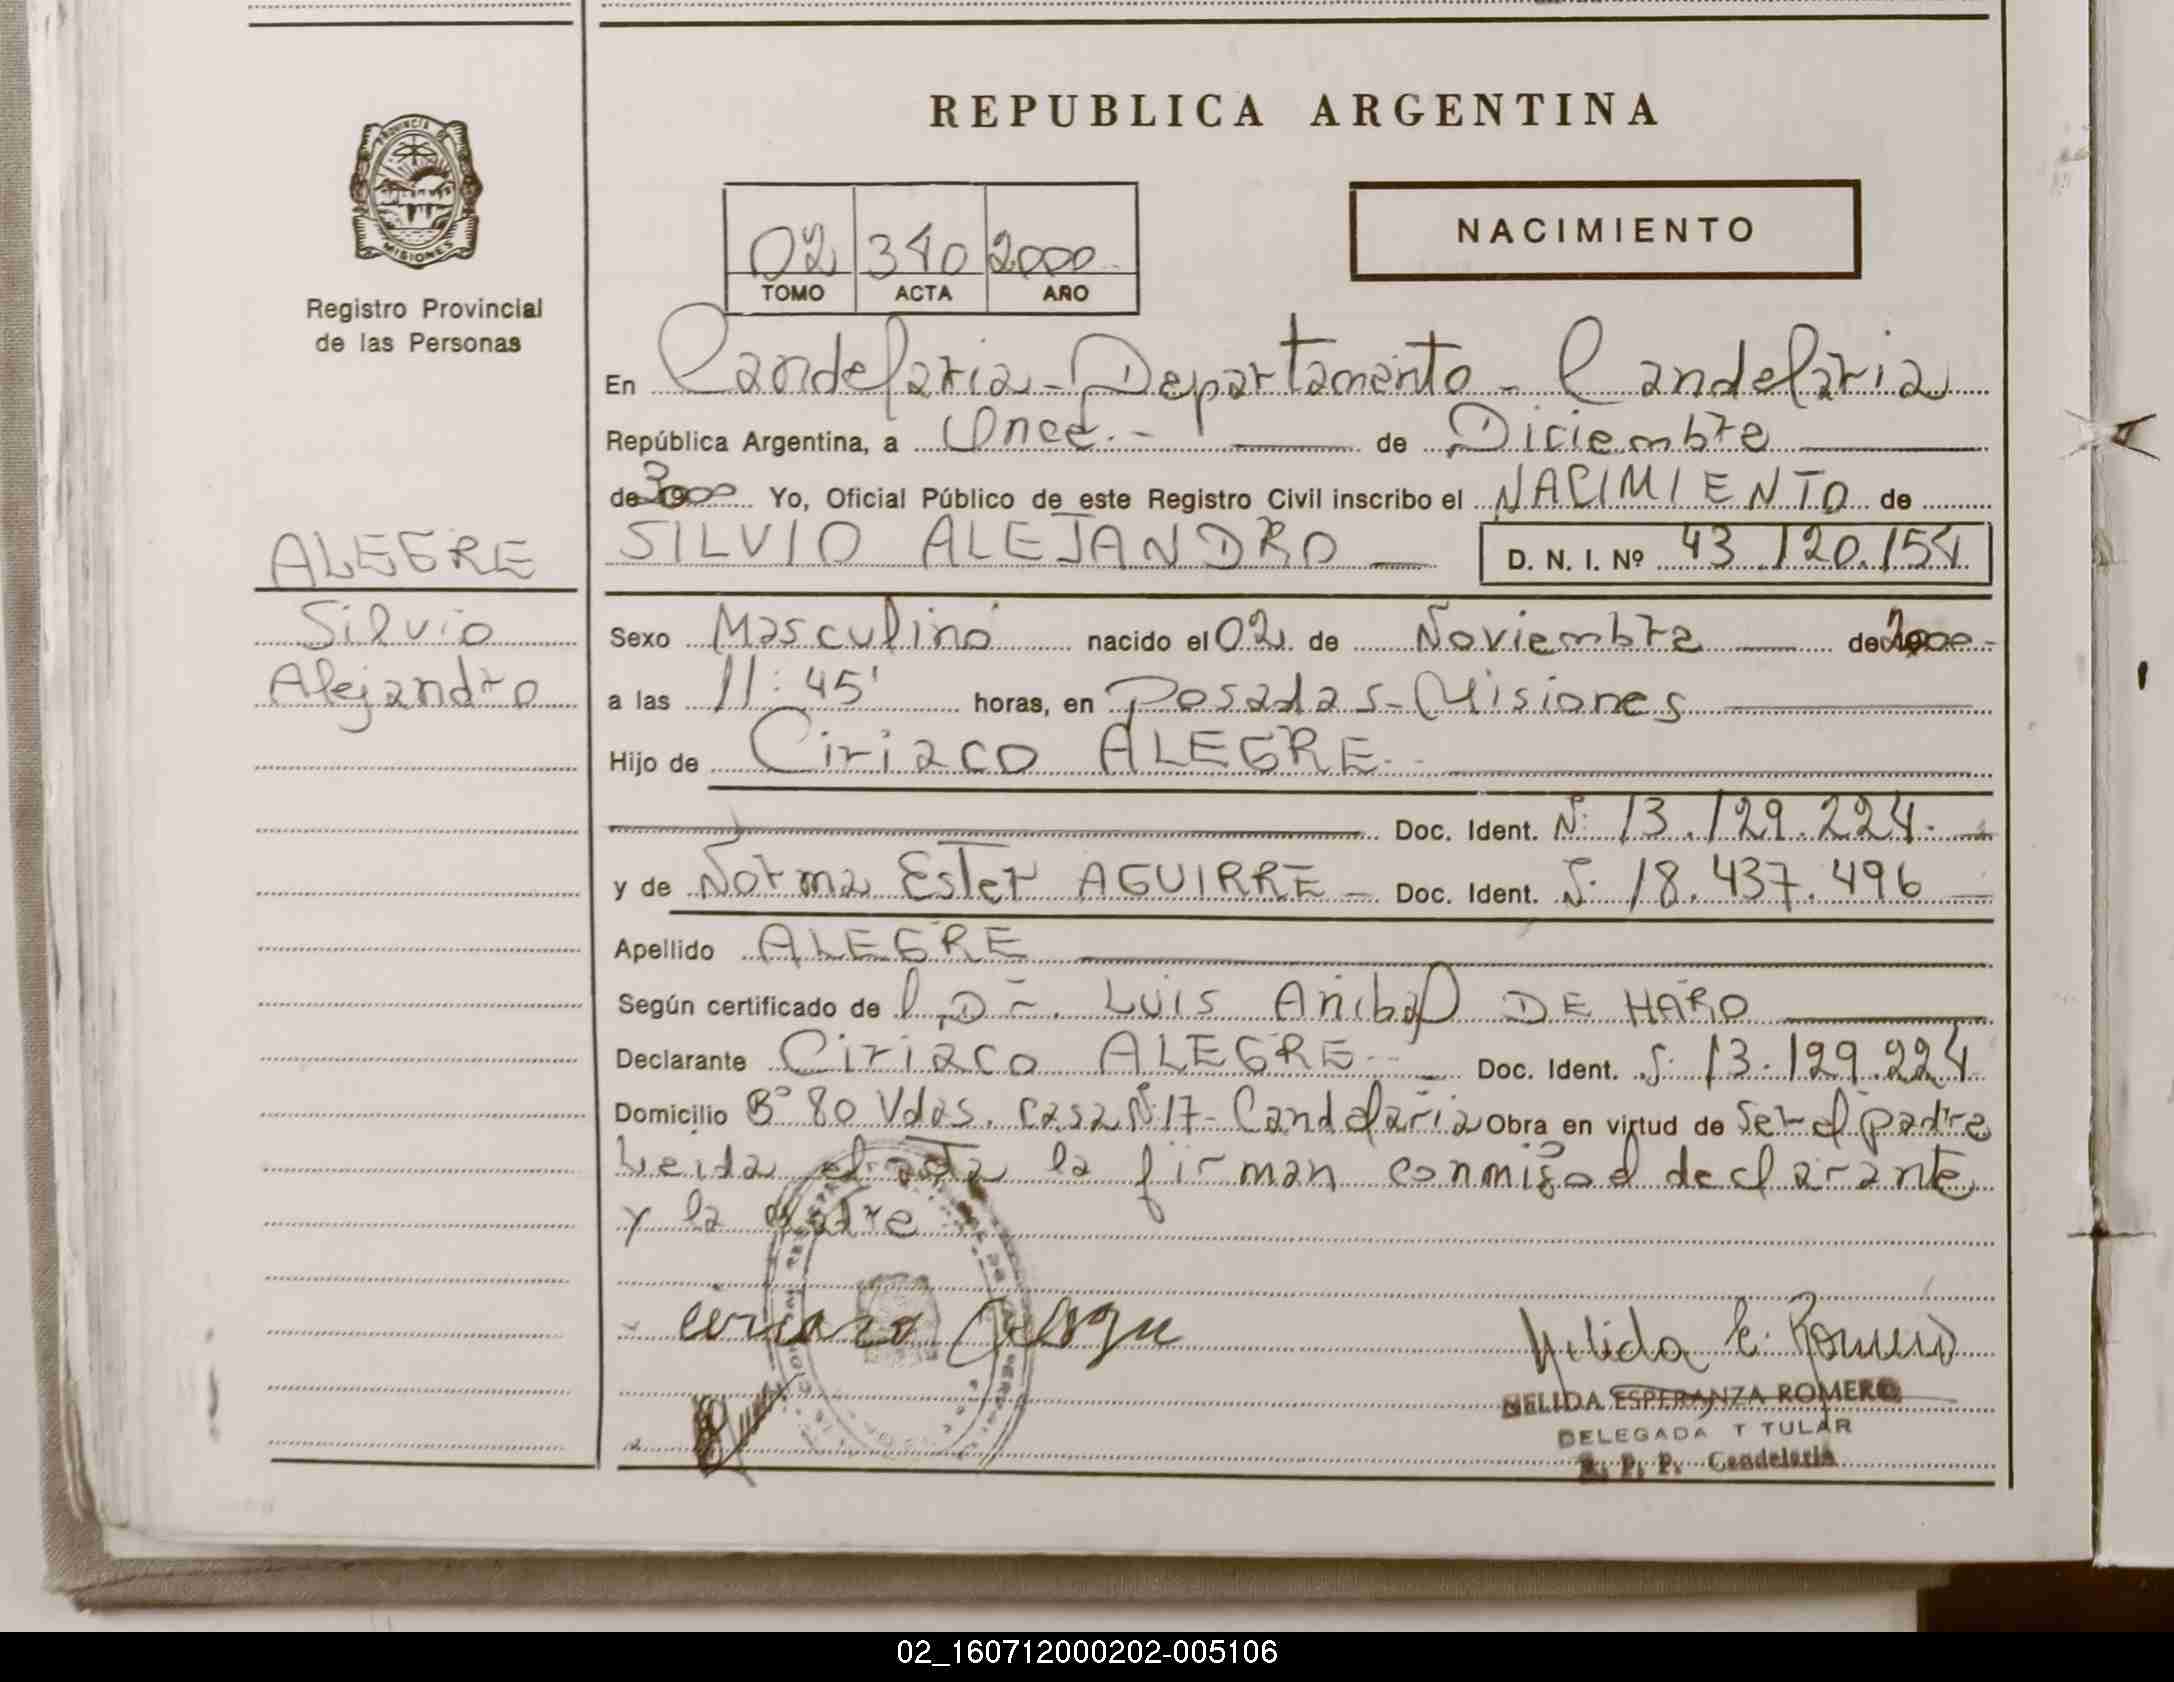 REPUBLICA ARGENTINA
PROVINCIA DE
MISIONES
Registro Provincial
de las Personas
NACIMIENTO
02 340 2000
TOMO ACTA AÑO
En Candelaria - Departamento - Candelaria
República Argentina, a Once.- de Diciembre
de 2000 Yo, Oficial Público de este Registro Civil inscribo el NACIMIENTO de
SILVIO ALEJANDRO D. N. I. Nº 43.120.154
ALEGRE
Silvio
Alejandro
Sexo Masculino nacido el 02 de Noviembre de 2000-
a las 11:45' horas, en Posadas - Misiones
Hijo de Ciriaco ALEGRE.-
Doc. Ident. N: 13.129.224.
y de Norma Ester AGUIRRE - Doc. Ident. N: 18.437.496
Apellido ALEGRE
Según certificado de Luis Anibal DE HARO
Declarante Ciriaco ALEGRE - Doc. Ident. N: 13.129.224
Domicilio Bº 80 Vdas. casa Nº 17 - Candelaria Obra en virtud de Ser el padre
Leida el acta la firman conmigo el declarante
y la madre
Nelida E. Romero
NELIDA ESPERANZA ROMERO
DELEGADA T TULAR
R. P. P. Candelaria
02_160712000202-005106